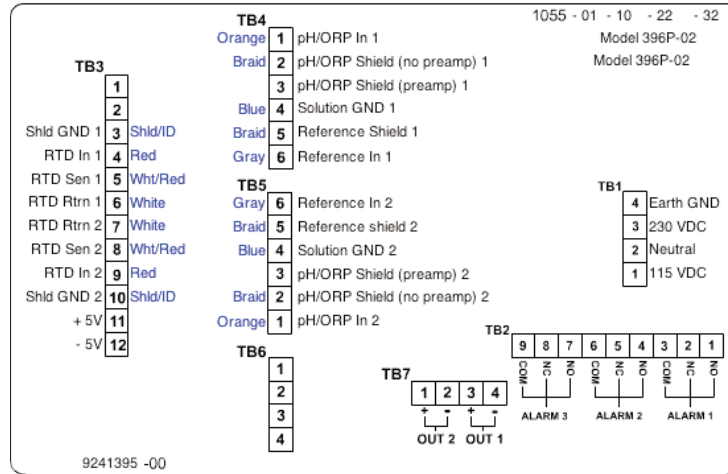 1055 - 01 - 10 - 22 - 32
Model 396P-02
Model 396P-02
TB4
Orange 1 pH/ORP In 1
Braid 2 pH/ORP Shield (no preamp) 1
3 pH/ORP Shield (preamp) 1
Blue 4 Solution GND 1
Braid 5 Reference Shield 1
Gray 6 Reference In 1
TB3
1
2
Shld GND 1 3 Shld/ID
RTD In 1 4 Red
RTD Sen 1 5 Wht/Red
RTD Rtrn 1 6 White
RTD Rtrn 2 7 White
RTD Sen 2 8 Wht/Red
RTD In 2 9 Red
Shld GND 2 10 Shld/ID
+ 5V 11
- 5V 12
TB5
Gray 6 Reference In 2
Braid 5 Reference shield 2
Blue 4 Solution GND 2
3 pH/ORP Shield (preamp) 2
Braid 2 pH/ORP Shield (no preamp) 2
Orange 1 pH/ORP In 2
TB1
4 Earth GND
3 230 VDC
2 Neutral
1 115 VDC
TB6
1
2
3
4
TB7
1 2 3 4
+ - + -
OUT 2 OUT 1
TB2
9 8 7 6 5 4 3 2 1
COM NC NO COM NC NO COM NC NO
ALARM 3 ALARM 2 ALARM 1
9241395 -00